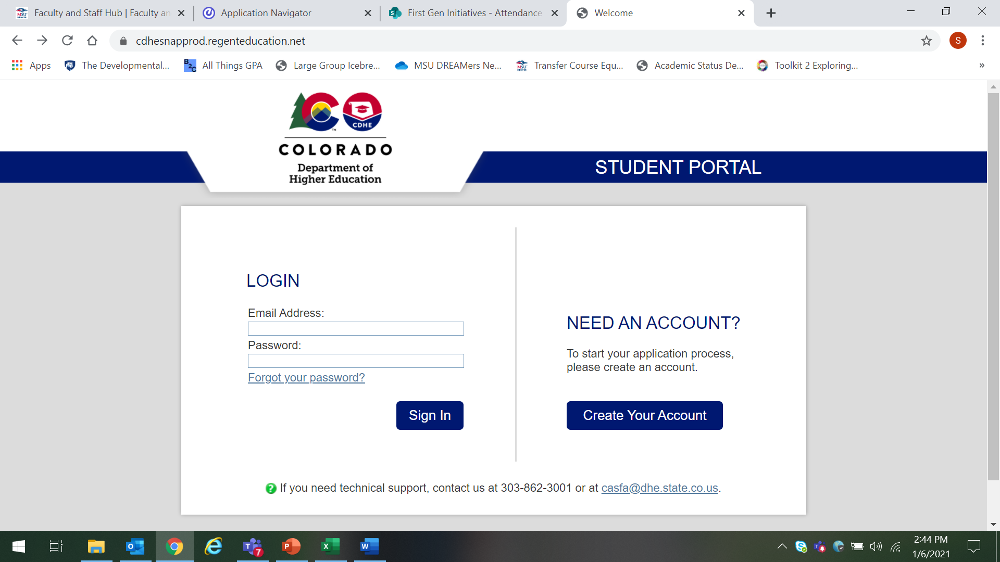 Faculty and Staff Hub | Faculty an
Application Navigator
First Gen Initiatives - Attendance
Welcome
cdhesnapprod.regenteducation.net
S
Apps
The Developmental...
All Things GPA
Large Group Icebre...
MSU DREAMers Ne...
Transfer Course Equ...
Academic Status De...
Toolkit 2 Exploring...
»
CDHE
COLORADO
Department of
Higher Education
STUDENT PORTAL
LOGIN
Email Address:
Password:
Forgot your password?
Sign In
NEED AN ACCOUNT?
To start your application process,
please create an account.
Create Your Account
? If you need technical support, contact us at 303-862-3001 or at casfa@dhe.state.co.us.
7
2:44 PM
1/6/2021